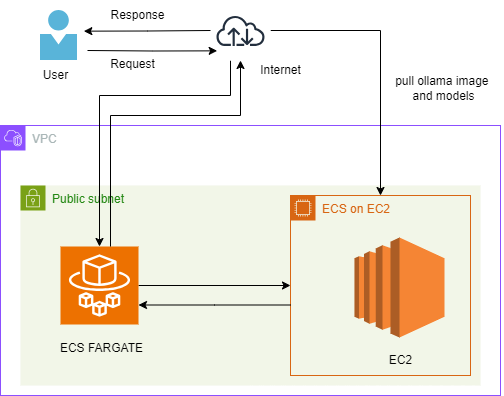 Response
Request
User
Internet
pull ollama image
and models
VPC
Public subnet
ECS on EC2
ECS FARGATE
EC2